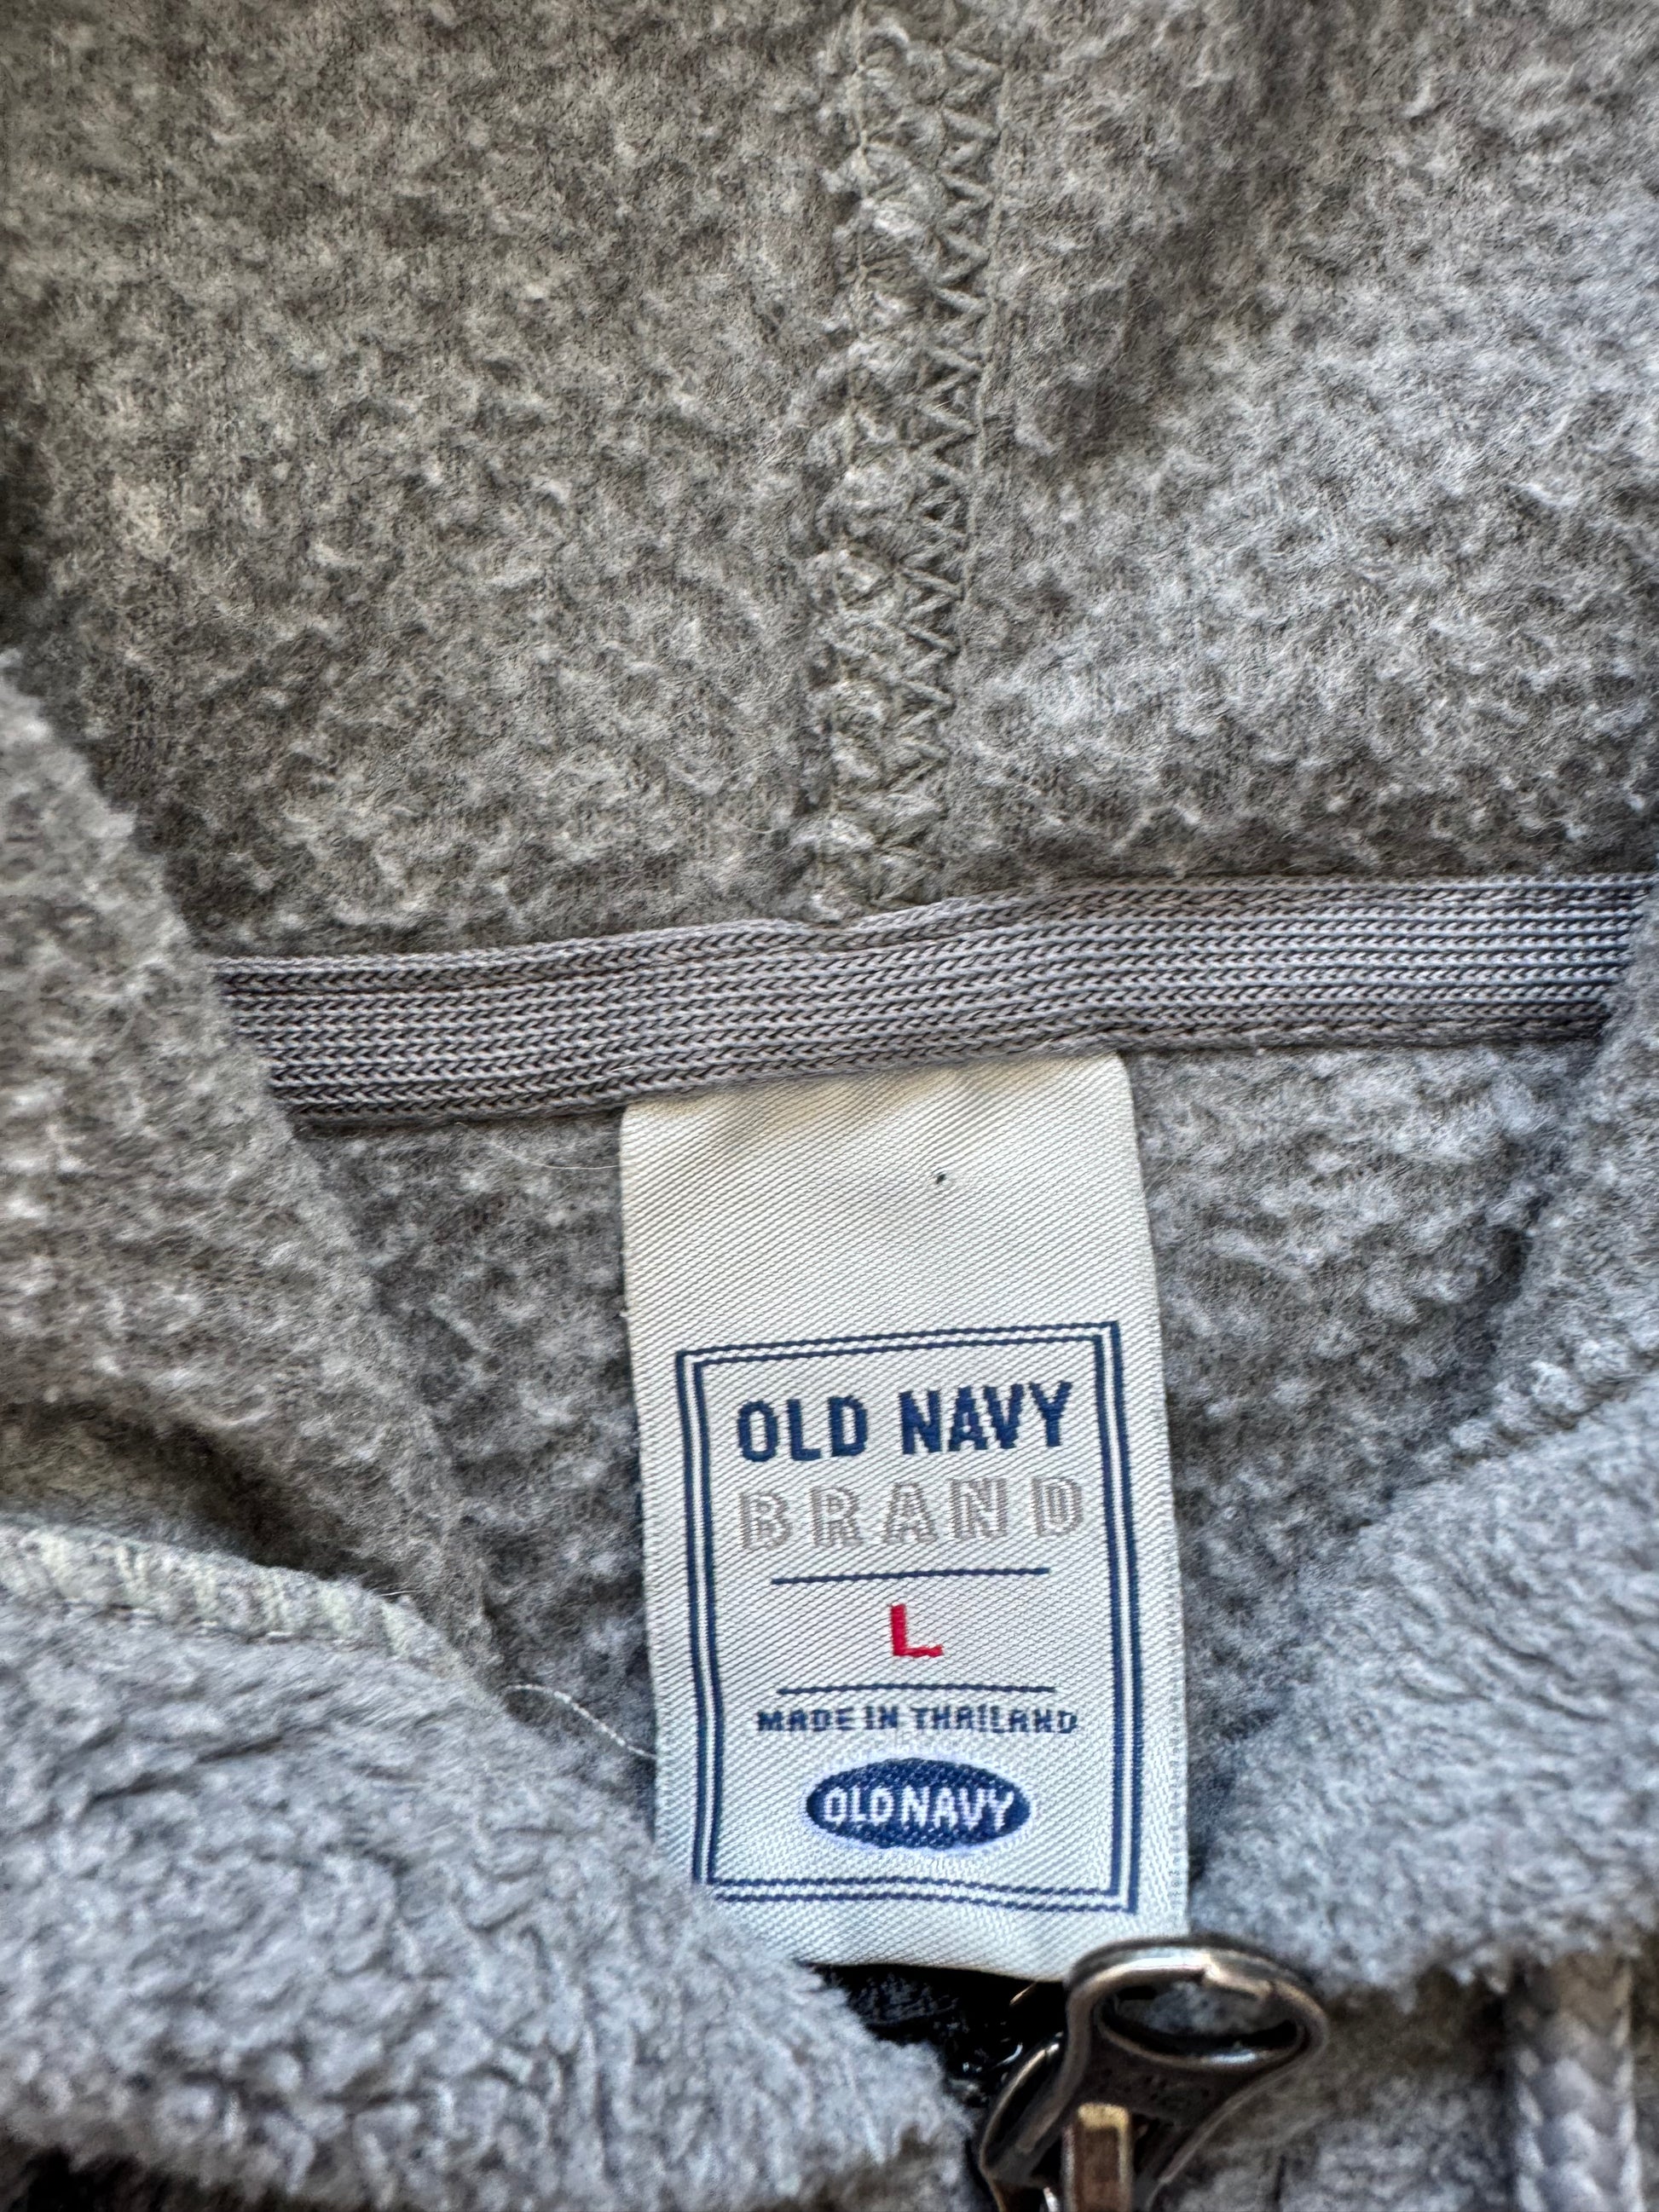 OLD NAVY
BRAND
L
MADE IN THAILAND
OLD NAVY